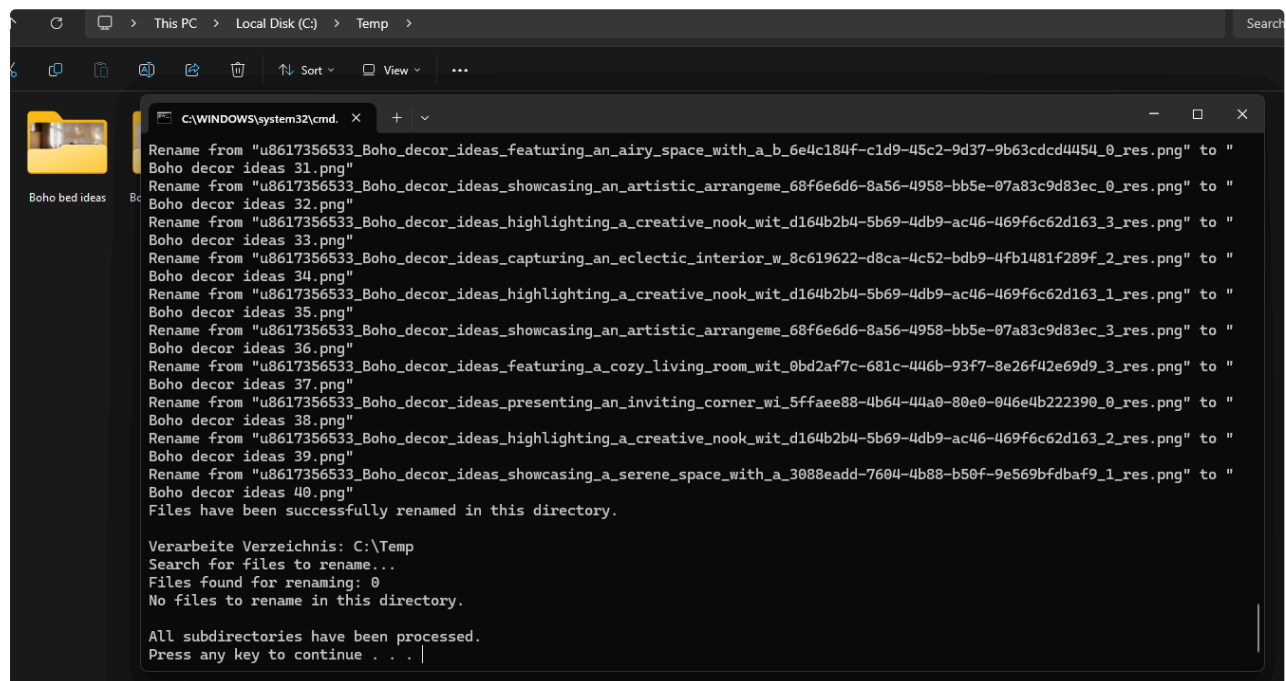 This PC > Local Disk (C:) > Temp >
Search
Sort
View
Boho bed ideas
C:\WINDOWS\system32\cmd.
Rename from "u8617356533_Boho_decor_ideas_featuring_an_airy_space_with_a_b_6e4c184f-c1d9-45c2-9d37-9b63cdcd4454_0_res.png" to "
Boho decor ideas 31.png"
Rename from "u8617356533_Boho_decor_ideas_showcasing_an_artistic_arrangeme_68f6e6d6-8a56-4958-bb5e-07a83c9d83ec_0_res.png" to "
Boho decor ideas 32.png"
Rename from "u8617356533_Boho_decor_ideas_highlighting_a_creative_nook_wit_d164b2b4-5b69-4db9-ac46-469f6c62d163_3_res.png" to "
Boho decor ideas 33.png"
Rename from "u8617356533_Boho_decor_ideas_capturing_an_eclectic_interior_w_8c619622-d8ca-4c52-bdb9-4fb1481f289f_2_res.png" to "
Boho decor ideas 34.png"
Rename from "u8617356533_Boho_decor_ideas_highlighting_a_creative_nook_wit_d164b2b4-5b69-4db9-ac46-469f6c62d163_1_res.png" to "
Boho decor ideas 35.png"
Rename from "u8617356533_Boho_decor_ideas_showcasing_an_artistic_arrangeme_68f6e6d6-8a56-4958-bb5e-07a83c9d83ec_3_res.png" to "
Boho decor ideas 36.png"
Rename from "u8617356533_Boho_decor_ideas_featuring_a_cozy_living_room_wit_0bd2af7c-681c-446b-93f7-8e26f42e69d9_3_res.png" to "
Boho decor ideas 37.png"
Rename from "u8617356533_Boho_decor_ideas_presenting_an_inviting_corner_wi_5ffaee88-4b64-44a0-80e0-046e4b222390_0_res.png" to "
Boho decor ideas 38.png"
Rename from "u8617356533_Boho_decor_ideas_highlighting_a_creative_nook_wit_d164b2b4-5b69-4db9-ac46-469f6c62d163_2_res.png" to "
Boho decor ideas 39.png"
Rename from "u8617356533_Boho_decor_ideas_showcasing_a_serene_space_with_a_3088eadd-7604-4b88-b50f-9e569bfdbaf9_1_res.png" to "
Boho decor ideas 40.png"
Files have been successfully renamed in this directory.
Verarbeite Verzeichnis: C:\Temp
Search for files to rename...
Files found for renaming: 0
No files to rename in this directory.
All subdirectories have been processed.
Press any key to continue . . .